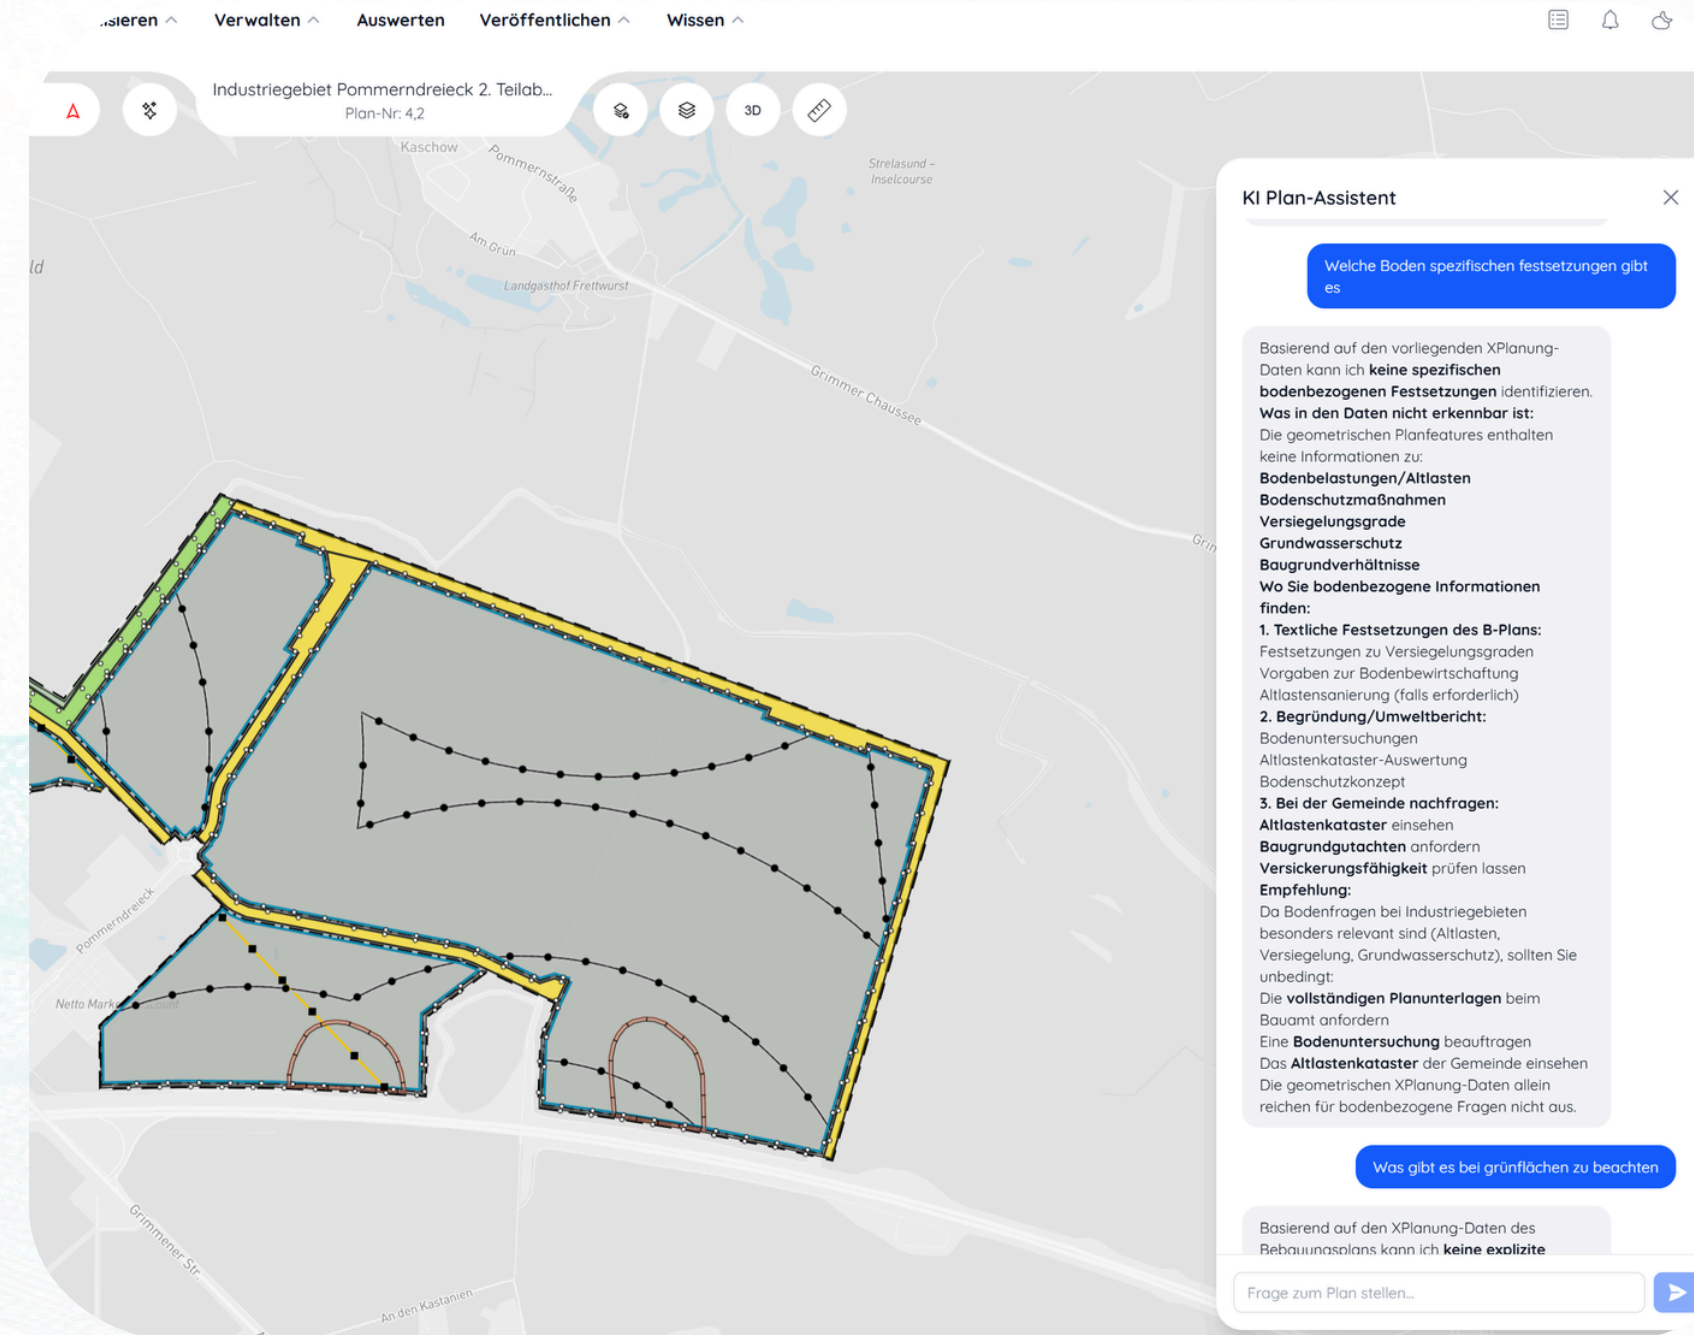 Verwalten
Auswerten
Veröffentlichen
Wissen
Industriegebiet Pommerndreieck 2. Teilab...
Plan-Nr: 4,2
3D
Kaschow
Pommernstraße
Strelasund –
Inselcourse
Am Grün
Landgasthof Frettwurst
ld
Grimmer Chaussee
Grin
Pommerndreieck
Grimmener Str.
An den Kastanien
KI Plan-Assistent
Welche Boden spezifischen festsetzungen gibt
es
Basierend auf den vorliegenden XPlanung-
Daten kann ich keine spezifischen
bodenbezogenen Festsetzungen identifizieren.
Was in den Daten nicht erkennbar ist:
Die geometrischen Planfeatures enthalten
keine Informationen zu:
Bodenbelastungen/Altlasten
Bodenschutzmaßnahmen
Versiegelungsgrade
Grundwasserschutz
Baugrundverhältnisse
Wo Sie bodenbezogene Informationen
finden:
1. Textliche Festsetzungen des B-Plans:
Festsetzungen zu Versiegelungsgraden
Vorgaben zur Bodenbewirtschaftung
Altlastensanierung (falls erforderlich)
2. Begründung/Umweltbericht:
Bodenuntersuchungen
Altlastenkataster-Auswertung
Bodenschutzkonzept
3. Bei der Gemeinde nachfragen:
Altlastenkataster einsehen
Baugrundgutachten anfordern
Versickerungsfähigkeit prüfen lassen
Empfehlung:
Da Bodenfragen bei Industriegebieten
besonders relevant sind (Altlasten,
Versiegelung, Grundwasserschutz), sollten Sie
unbedingt:
Die vollständigen Planunterlagen beim
Bauamt anfordern
Eine Bodenuntersuchung beauftragen
Das Altlastenkataster der Gemeinde einsehen
Die geometrischen XPlanung-Daten allein
reichen für bodenbezogene Fragen nicht aus.
Was gibt es bei grünflächen zu beachten
Basierend auf den XPlanung-Daten des
Bebauungsplans kann ich keine explizite
Frage zum Plan stellen...
Netto